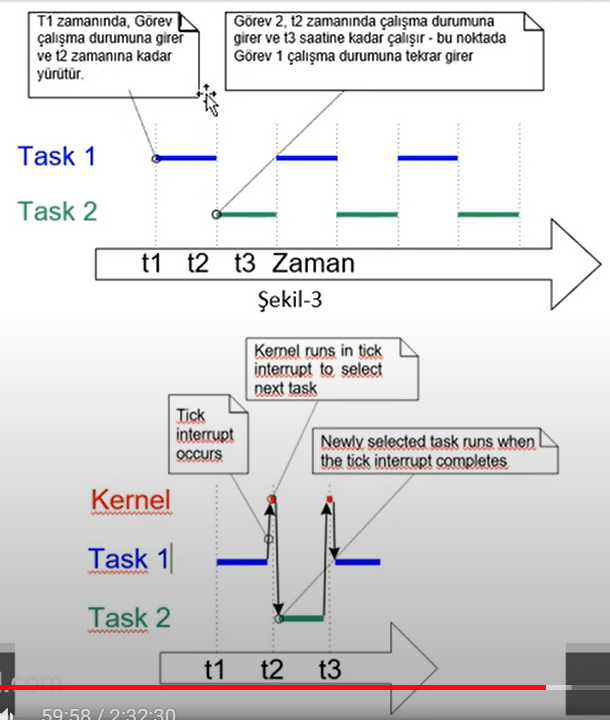 T1 zamanında, Görev
çalışma durumuna girer
ve t2 zamanına kadar
yürütür.
Görev 2, t2 zamanında çalışma durumuna
girer ve t3 saatine kadar çalışır - bu noktada
Görev 1 çalışma durumuna tekrar girer
Task 1
Task 2
t1 t2 t3 Zaman
Şekil-3
Kernel runs in tick
interrupt to select
next task
Tick
interrupt
occurs
Newly selected task runs when
the tick interrupt completes
Kernel
Task 1
Task 2
t1 t2 t3
59:58 / 2:32:30